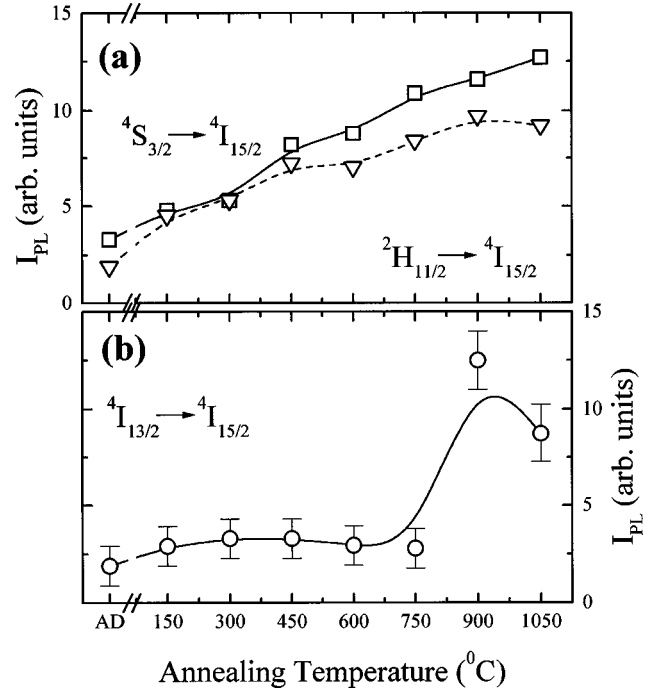 15
(a)
10
⁴S₃/₂ → ⁴I₁₅/₂
I_PL (arb. units)
5
²H₁₁/₂ → ⁴I₁₅/₂
0
(b)
15
⁴I₁₃/₂ → ⁴I₁₅/₂
10
I_PL (arb. units)
5
0
AD 150 300 450 600 750 900 1050
Annealing Temperature (⁰C)